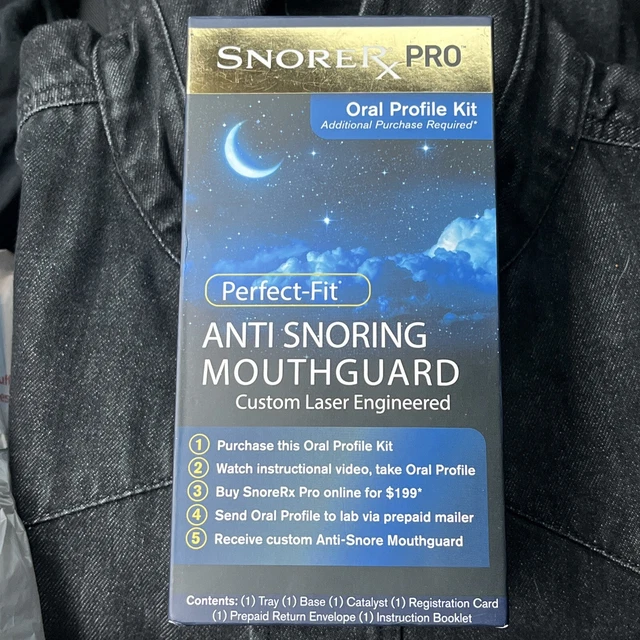 SNORERX PRO™
Oral Profile Kit
Additional Purchase Required*
Perfect-Fit
ANTI SNORING
MOUTHGUARD
Custom Laser Engineered
1 Purchase this Oral Profile Kit
2 Watch instructional video, take Oral Profile
3 Buy SnoreRx Pro online for $199*
4 Send Oral Profile to lab via prepaid mailer
5 Receive custom Anti-Snore Mouthguard
Contents: (1) Tray (1) Base (1) Catalyst (1) Registration Card
(1) Prepaid Return Envelope (1) Instruction Booklet